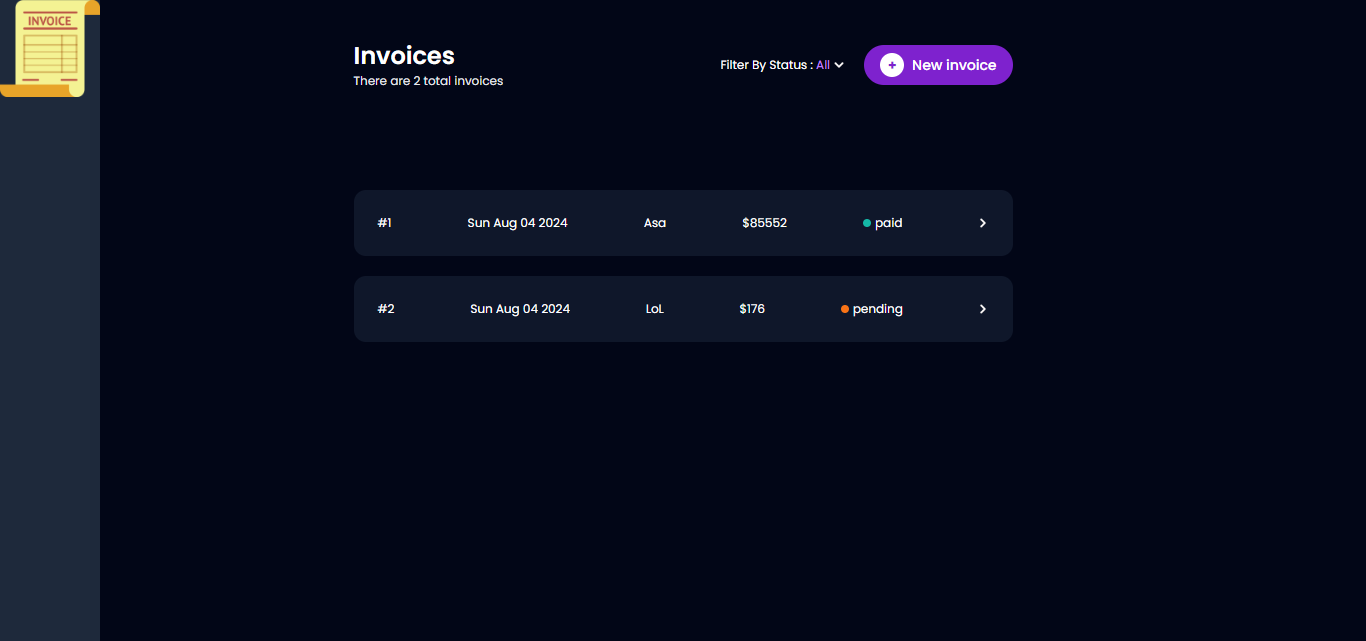 INVOICE
Invoices
There are 2 total invoices
Filter By Status : All
+ New invoice
#1 Sun Aug 04 2024 Asa $85552 paid
#2 Sun Aug 04 2024 LoL $176 pending